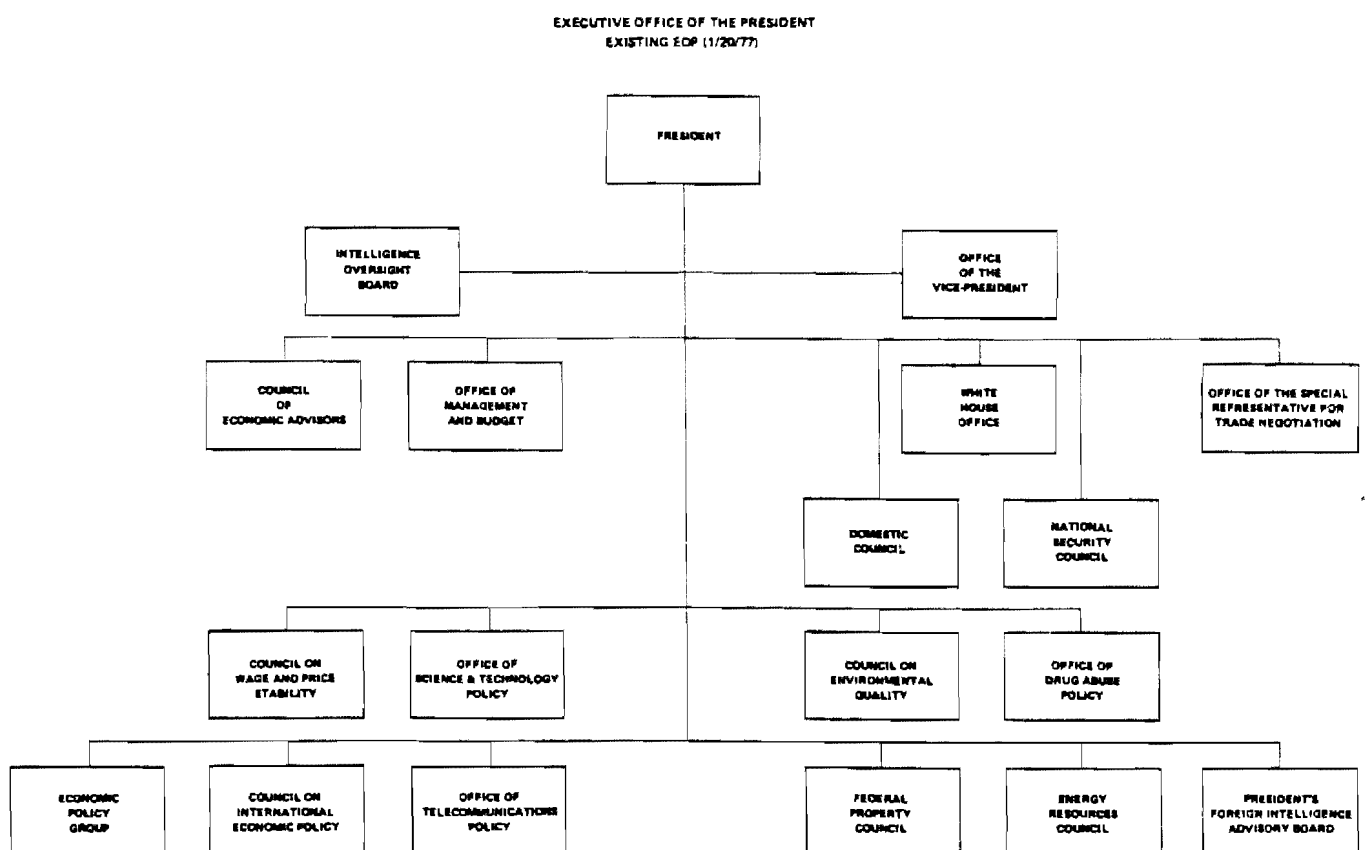 EXECUTIVE OFFICE OF THE PRESIDENT
EXISTING EOP (1/20/77)
PRESIDENT
INTELLIGENCE
OVERSIGHT
BOARD
OFFICE
OF THE
VICE-PRESIDENT
COUNCIL
OF
ECONOMIC ADVISORS
OFFICE OF
MANAGEMENT
AND BUDGET
WHITE
HOUSE
OFFICE
OFFICE OF THE SPECIAL
REPRESENTATIVE FOR
TRADE NEGOTIATION
DOMESTIC
COUNCIL
NATIONAL
SECURITY
COUNCIL
COUNCIL ON
WAGE AND PRICE
STABILITY
OFFICE OF
SCIENCE & TECHNOLOGY
POLICY
COUNCIL ON
ENVIRONMENTAL
QUALITY
OFFICE OF
DRUG ABUSE
POLICY
ECONOMIC
POLICY
GROUP
COUNCIL ON
INTERNATIONAL
ECONOMIC POLICY
OFFICE OF
TELECOMMUNICATIONS
POLICY
FEDERAL
PROPERTY
COUNCIL
ENERGY
RESOURCES
COUNCIL
PRESIDENT'S
FOREIGN INTELLIGENCE
ADVISORY BOARD